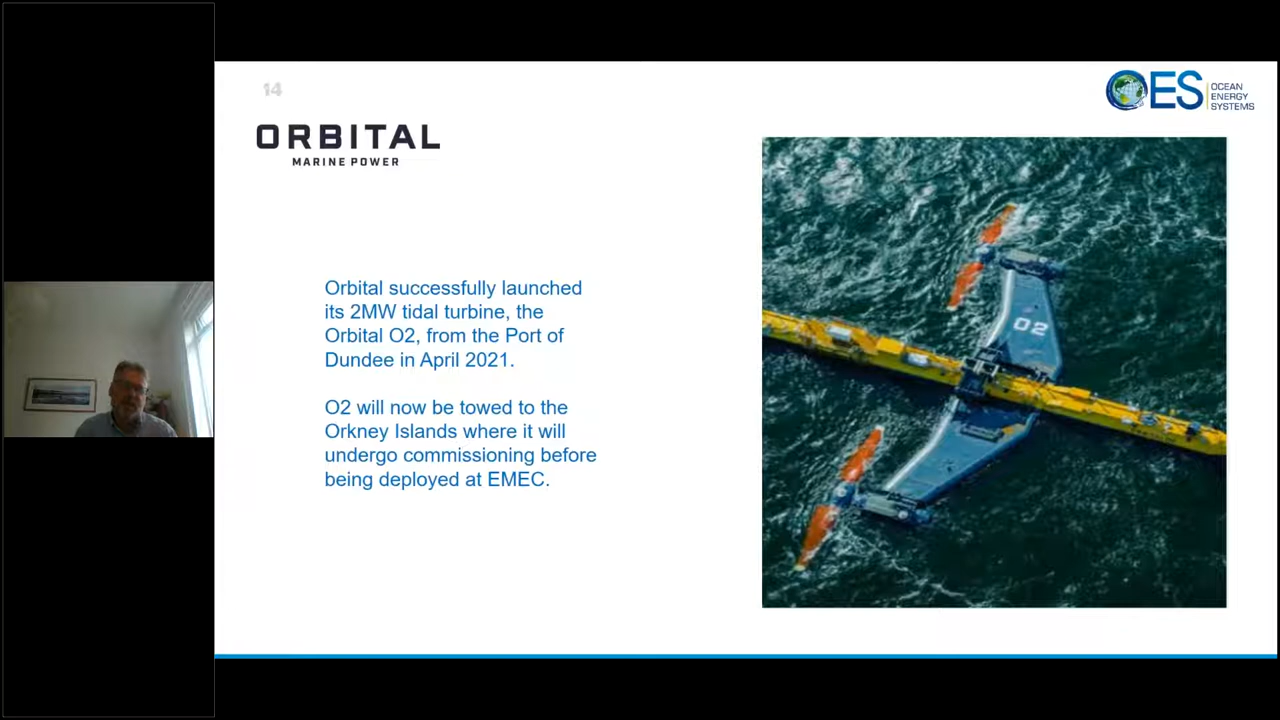 14
OES
OCEAN
ENERGY
SYSTEMS
ORBITAL
MARINE POWER
Orbital successfully launched
its 2MW tidal turbine, the
Orbital O2, from the Port of
Dundee in April 2021.
O2 will now be towed to the
Orkney Islands where it will
undergo commissioning before
being deployed at EMEC.
O2